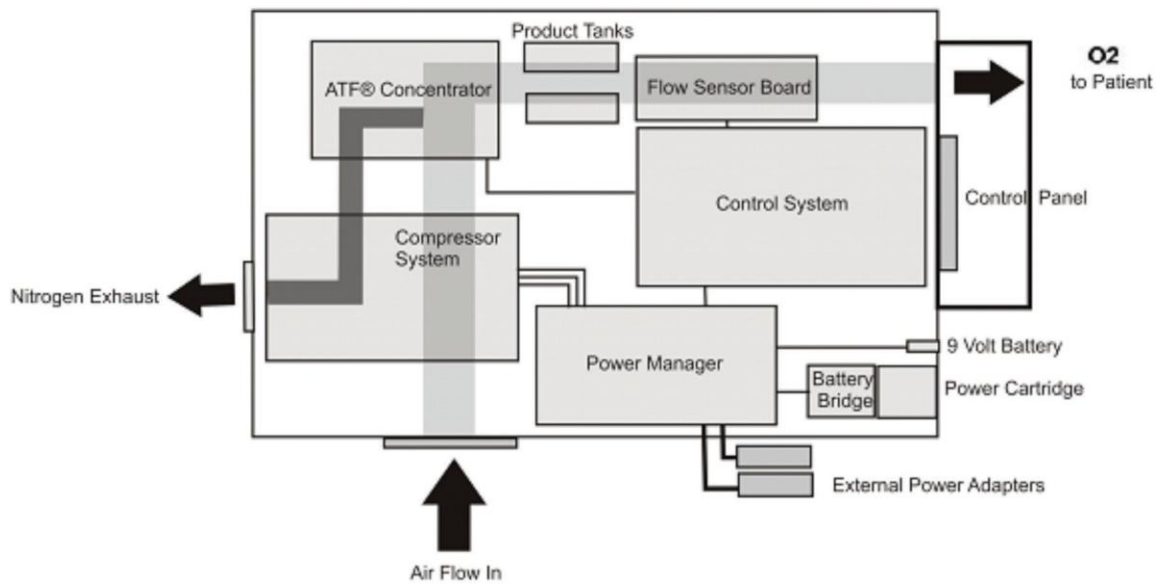 Product Tanks
O2
to Patient
ATF® Concentrator
Flow Sensor Board
Control System
Control Panel
Compressor
System
Nitrogen Exhaust
9 Volt Battery
Power Manager
Battery
Bridge
Power Cartridge
External Power Adapters
Air Flow In